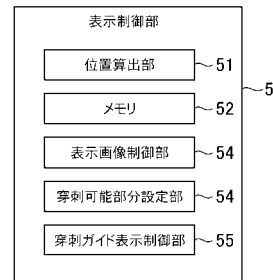 表示制御部
位置算出部 51
メモリ 52
5
表示画像制御部 54
穿刺可能部分設定部 54
穿刺ガイド表示制御部 55